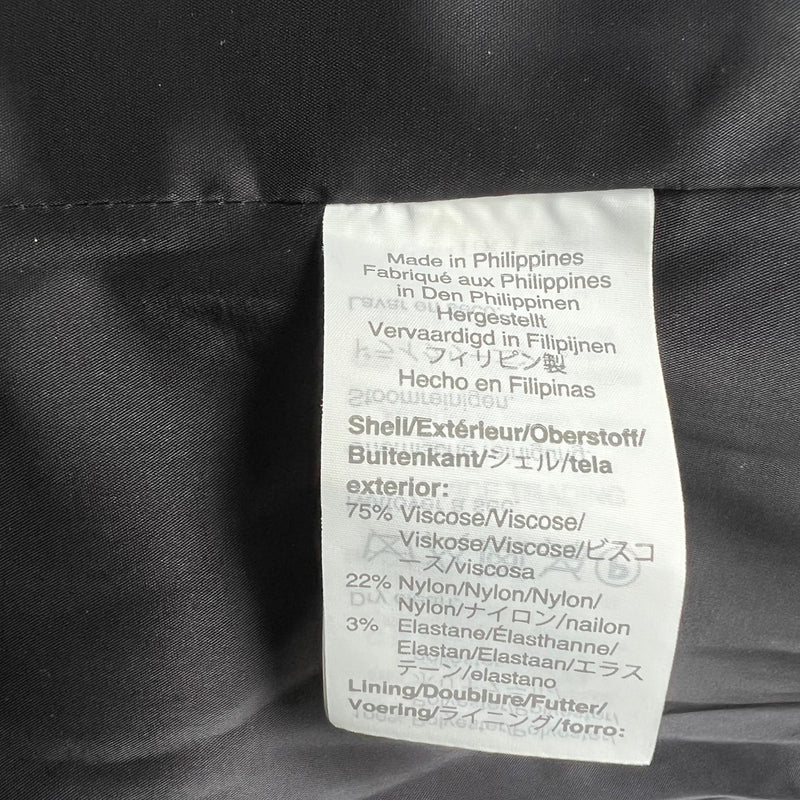 Made in Philippines
Fabriqué aux Philippines
in Den Philippinen
Hergestellt
Vervaardigd in Filipijnen
フィリピン製
Hecho en Filipinas
Shell/Extérieur/Oberstoff/
Buitenkant/シェル/tela
exterior:
75% Viscose/Viscose/
Viskose/Viscose/ビスコ
ース/viscosa
22% Nylon/Nylon/Nylon/
Nylon/ナイロン/nailon
3% Elastane/Élasthanne/
Elastan/Elastaan/エラス
テーン/elastano
Lining/Doublure/Futter/
Voering/ライニング/forro: